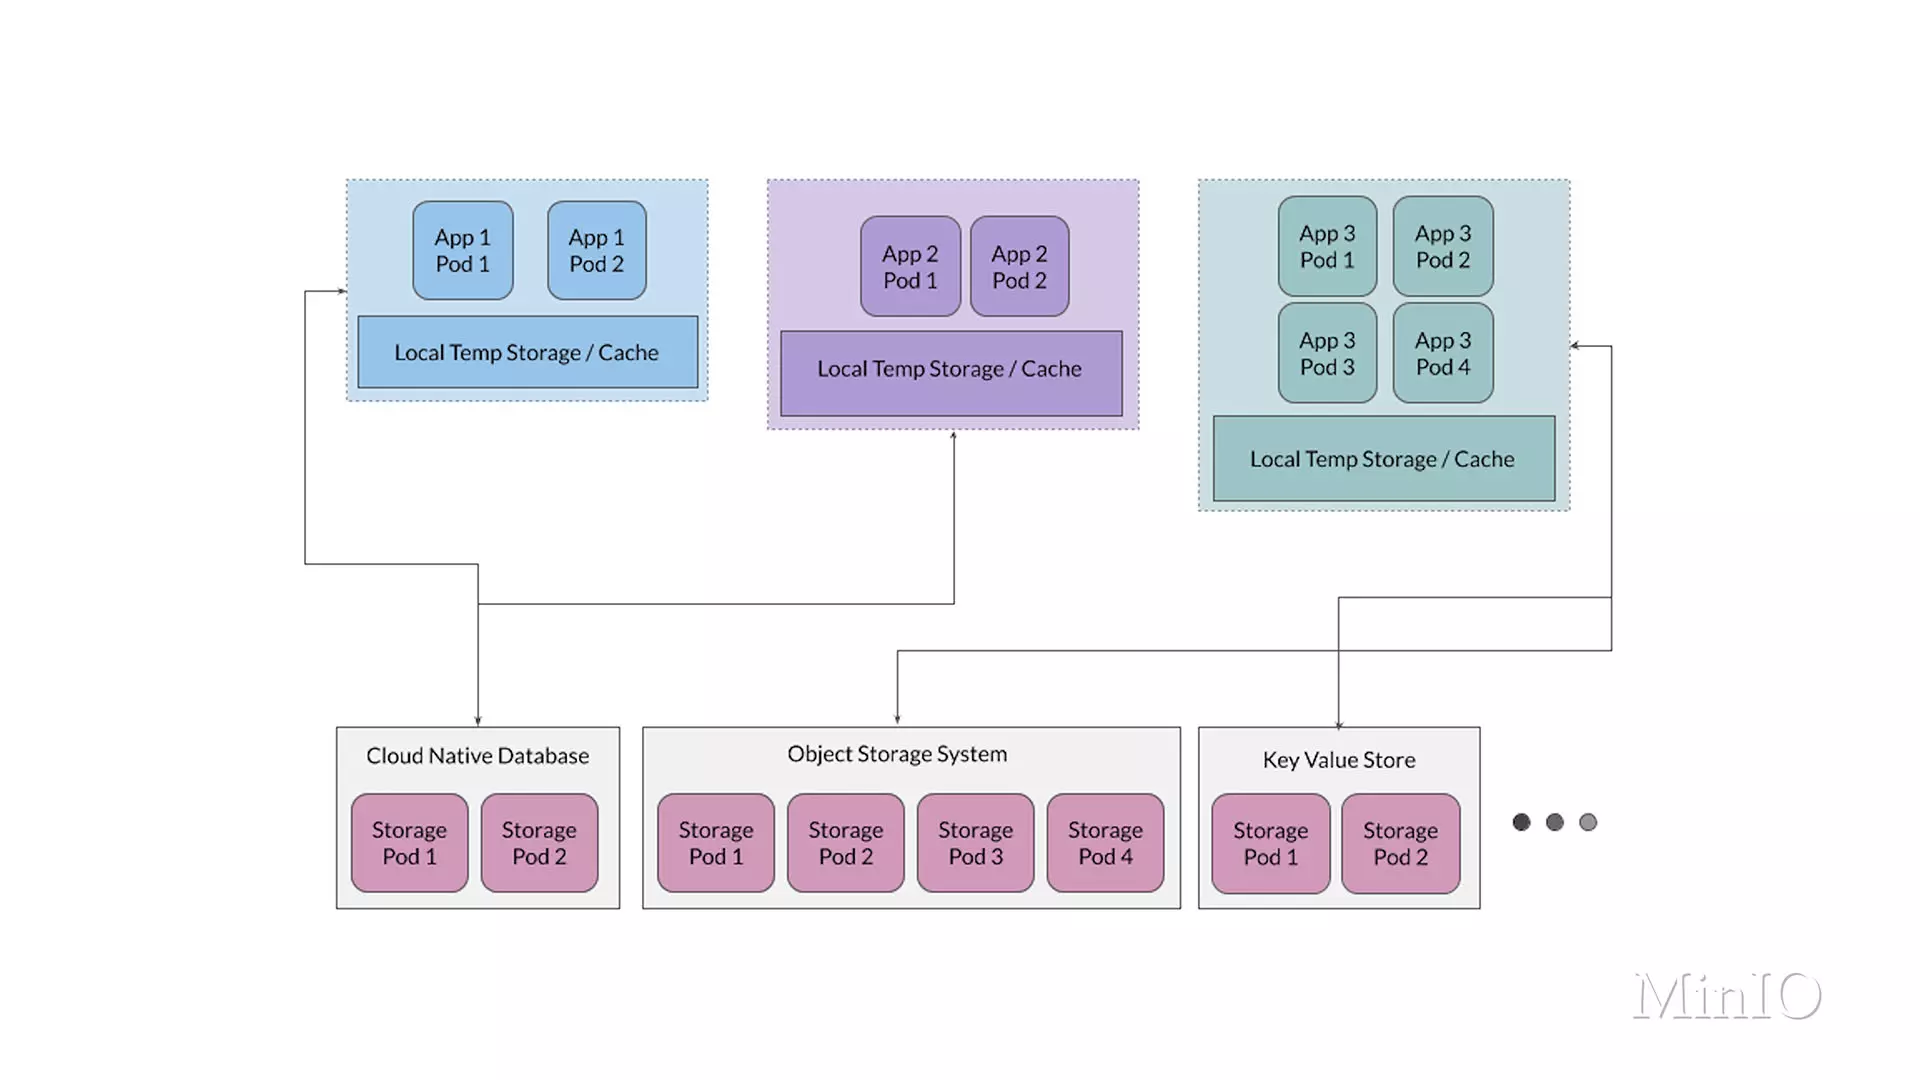 App 1
Pod 1
App 1
Pod 2
Local Temp Storage / Cache
App 2
Pod 1
App 2
Pod 2
Local Temp Storage / Cache
App 3
Pod 1
App 3
Pod 2
App 3
Pod 3
App 3
Pod 4
Local Temp Storage / Cache
Cloud Native Database
Storage
Pod 1
Storage
Pod 2
Object Storage System
Storage
Pod 1
Storage
Pod 2
Storage
Pod 3
Storage
Pod 4
Key Value Store
Storage
Pod 1
Storage
Pod 2
MinIO